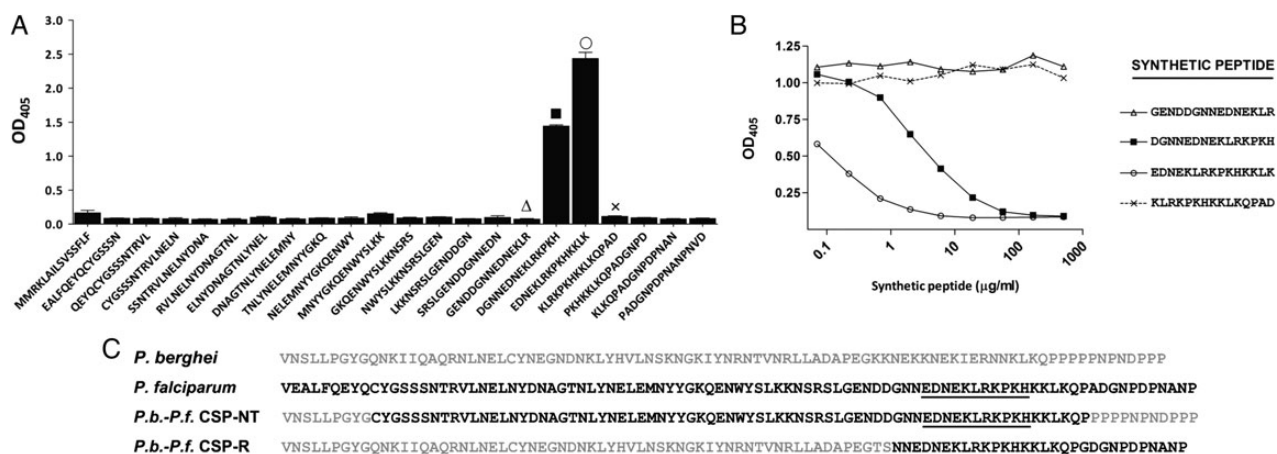 A
OD405
3.0
2.5
2.0
1.5
1.0
0.5
0.0
Δ
×
MMRKLAILSVSSFLF
EALFQEYQCYGSSSN
QEYQCYGSSSNTRVL
CYGSSSNTRVLNELN
SSNTRVLNELNYDNA
RVLNELNYDNAGTNL
ELNYDNAGTNLYNEL
DNAGTNLYNELEMNY
TNLYNELEMNYYGKQ
NELEMNYYGKQENWY
MNYYGKQENWYSLKK
GKQENWYSLKKNSRS
NWYSLKKNSRSLGEN
LKKNSRSLGENDDGN
SRSLGENDDGNNEDN
GENDDGNNEDNEKLR
DGNNEDNEKLRKPKH
EDNEKLRKPKHKKLK
KLRKPKHKKLKQPAD
PKHKKLKQPADGNPD
KLKQPADGNPDPNAN
PADGNPDPNANPNVD
B
OD405
1.25
1.00
0.75
0.50
0.25
0.1 1 10 100 1000
Synthetic peptide (μg/ml)
SYNTHETIC PEPTIDE
GENDDGNNEDNEKLR
DGNNEDNEKLRKPKH
EDNEKLRKPKHKKLK
KLRKPKHKKLKQPAD
C
P. berghei VNSLLPGYGQNKIIQAQRNLNELCYNEGNDNKLYHVLNSKNGKIYNRNTVNRLLADAPEGKKNEKKNEKIERNNKLKQPPPPPNPNDPPP
P. falciparum VEALFQEYQCYGSSSNTRVLNELNYDNAGTNLYNELEMNYYGKQENWYSLKKNSRSLGENDDGNNEDNEKLRKPKHKKLKQPADGNPDPNANP
P.b.-P.f. CSP-NT VNSLLPGYGCYGSSSNTRVLNELNYDNAGTNLYNELEMNYYGKQENWYSLKKNSRSLGENDDGNNEDNEKLRKPKHKKLKQPPPPPNPNDPPP
P.b.-P.f. CSP-R VNSLLPGYGQNKIIQAQRNLNELCYNEGNDNKLYHVLNSKNGKIYNRNTVNRLLADAPEGTSNNEDNEKLRKPKHKKLKQPGDGNPDPNANP